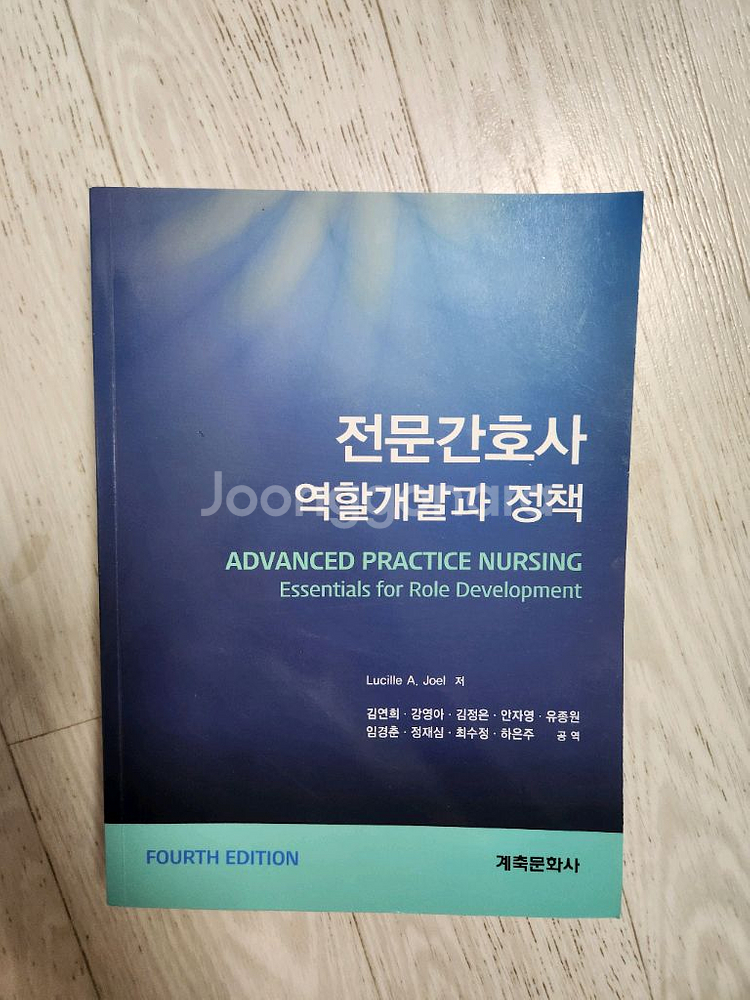 전문간호사
역할개발과 정책
Joonggonara
ADVANCED PRACTICE NURSING
Essentials for Role Development
Lucille A. Joel 저
김연희 · 강영아 · 김정은 · 안자영 · 유종원
임경춘 · 정재심 · 최수정 · 하은주 공 역
FOURTH EDITION
계축문화사